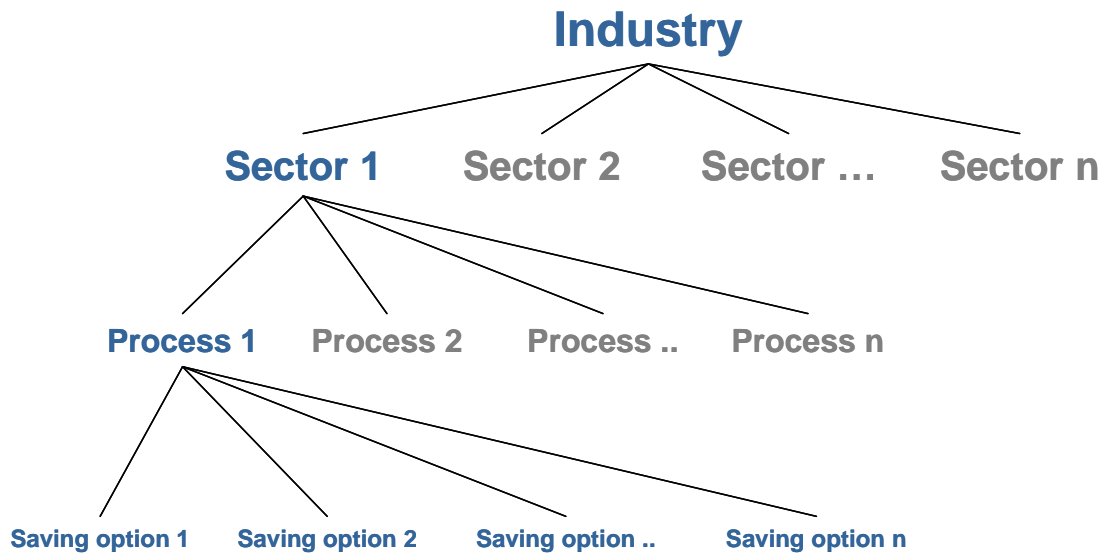 Industry
Sector 1 Sector 2 Sector … Sector n
Process 1 Process 2 Process .. Process n
Saving option 1 Saving option 2 Saving option .. Saving option n